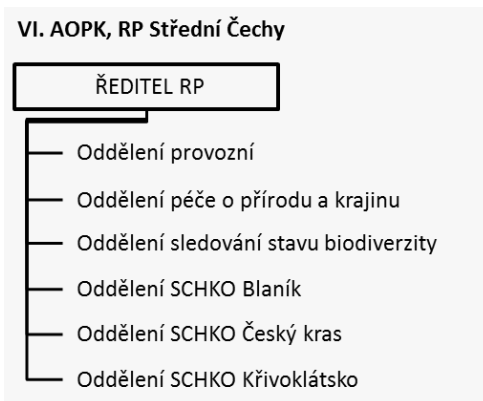 VI. AOPK, RP Střední Čechy
ŘEDITEL RP
Oddělení provozní
Oddělení péče o přírodu a krajinu
Oddělení sledování stavu biodiverzity
Oddělení SCHKO Blaník
Oddělení SCHKO Český kras
Oddělení SCHKO Křivoklátsko